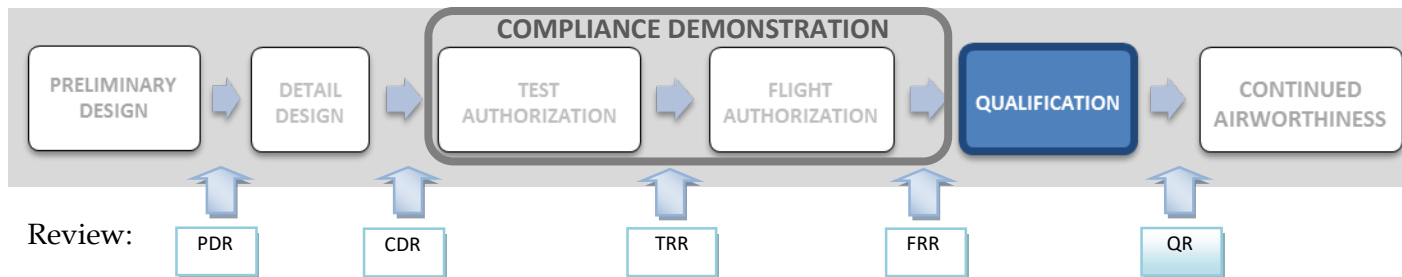 COMPLIANCE DEMONSTRATION
PRELIMINARY
DESIGN
DETAIL
DESIGN
TEST
AUTHORIZATION
FLIGHT
AUTHORIZATION
QUALIFICATION
CONTINUED
AIRWORTHINESS
Review:
PDR
CDR
TRR
FRR
QR